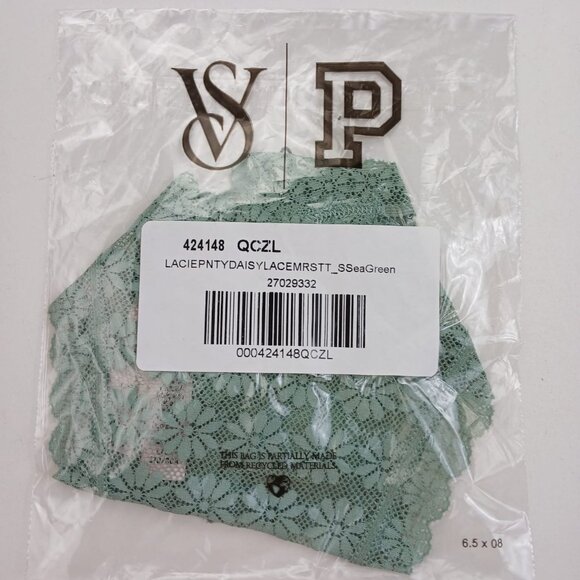 VS P
424148 QCZL
LACIEPNTYDAISYLACEMRSTT_SSeaGreen
27029332
000424148QCZL
THIS BAG IS PARTIALLY MADE
FROM RECYCLED MATERIALS.
6.5 x 08